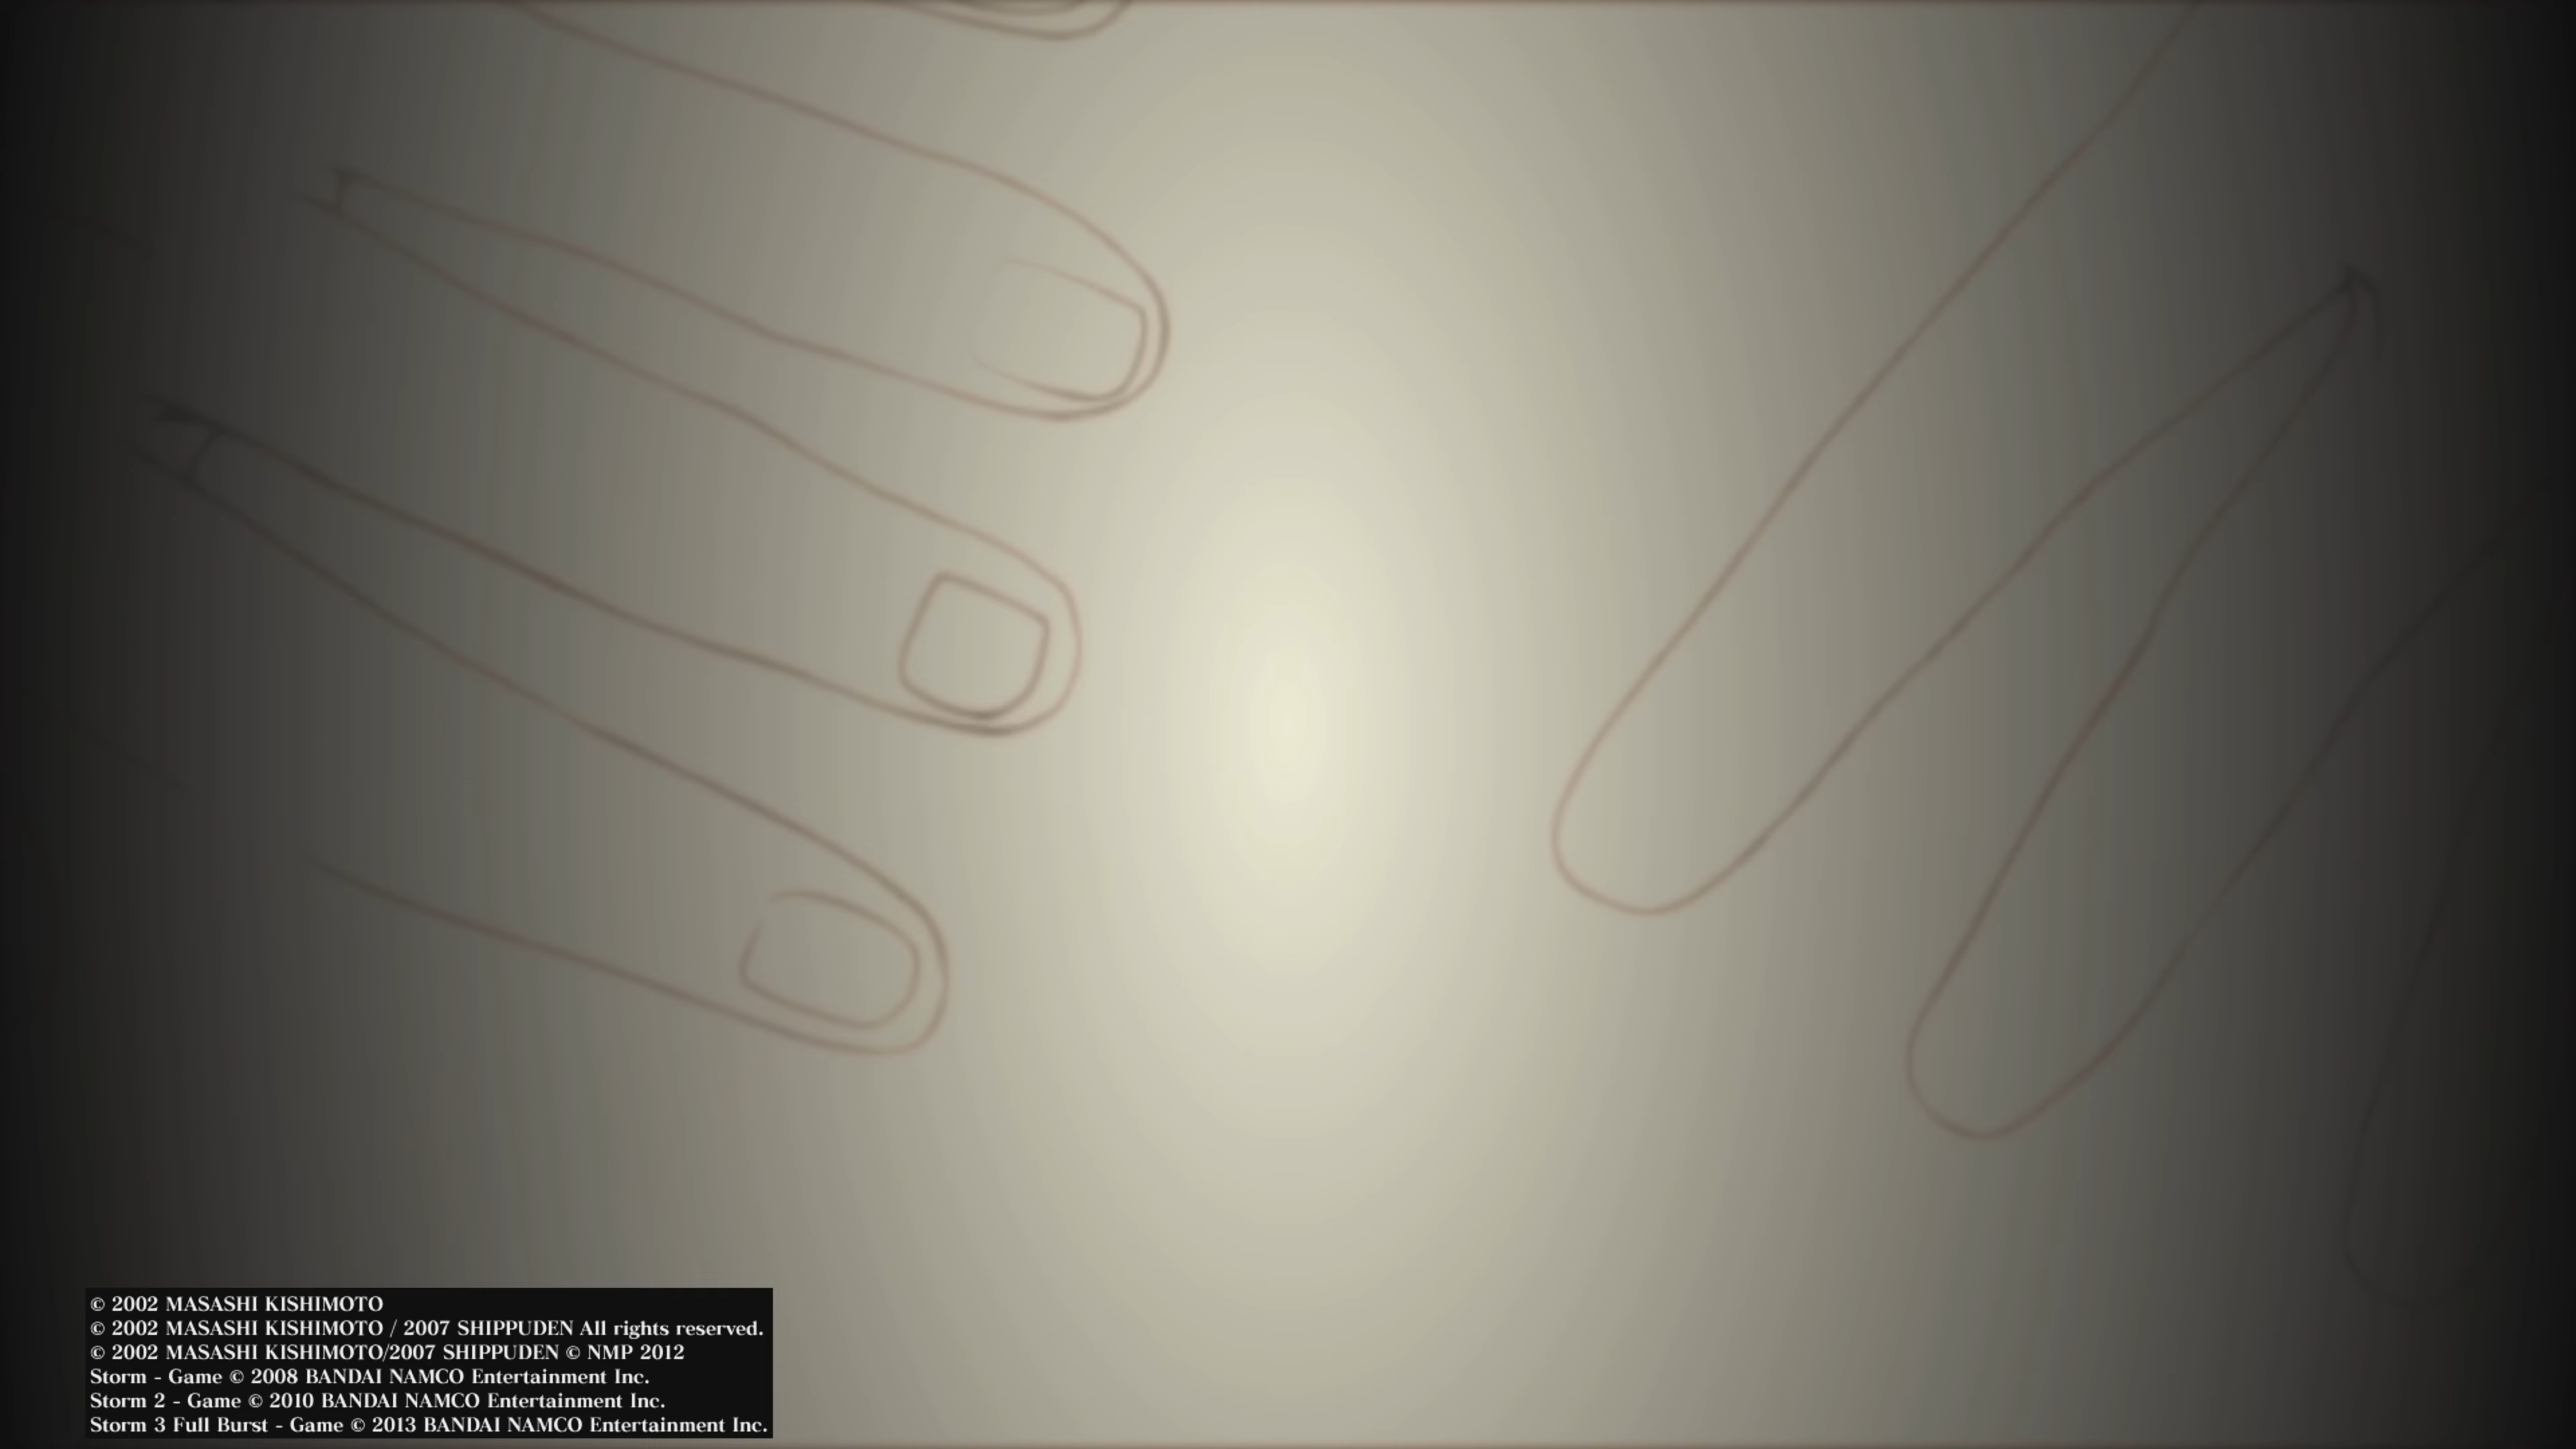 © 2002 MASASHI KISHIMOTO
© 2002 MASASHI KISHIMOTO / 2007 SHIPPUDEN All rights reserved.
© 2002 MASASHI KISHIMOTO/2007 SHIPPUDEN © NMP 2012
Storm - Game © 2008 BANDAI NAMCO Entertainment Inc.
Storm 2 - Game © 2010 BANDAI NAMCO Entertainment Inc.
Storm 3 Full Burst - Game © 2013 BANDAI NAMCO Entertainment Inc.